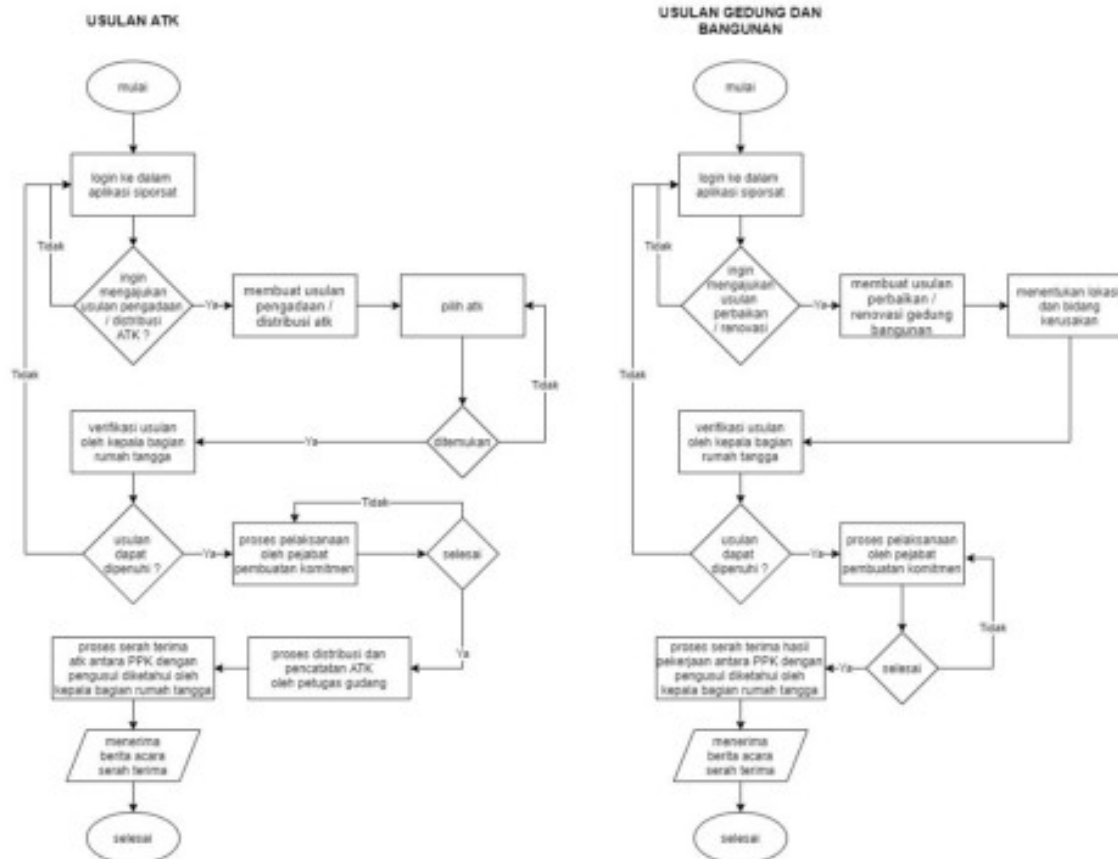 USULAN ATK
mulai
login ke dalam
aplikasi siporsat
Tidak
ingin
mengajukan
usulan pengadaan
/ distribusi
ATK ?
Ya
membuat usulan
pengadaan /
distribusi atk
pilih atk
Tidak
Tidak
ditemukan
Ya
verifikasi usulan
oleh kepala bagian
rumah tangga
usulan
dapat
dipenuhi ?
Ya
proses pelaksanaan
oleh pejabat
pembuatan komitmen
Tidak
selesai
Ya
proses distribusi dan
pencatatan ATK
oleh petugas gudang
proses serah terima
atk antara PPK dengan
pengusul diketahui oleh
kepala bagian rumah tangga
menerima
berita acara
serah terima
selesai
USULAN GEDUNG DAN
BANGUNAN
mulai
login ke dalam
aplikasi siporsat
Tidak
ingin
mengajukan
usulan
perbaikan
/ renovasi
Ya
membuat usulan
perbaikan /
renovasi gedung
bangunan
menentukan lokasi
dan bidang
kerusakan
Tidak
verifikasi usulan
oleh kepala bagian
rumah tangga
usulan
dapat
dipenuhi ?
Ya
proses pelaksanaan
oleh pejabat
pembuatan komitmen
Tidak
selesai
Ya
proses serah terima hasil
pekerjaan antara PPK dengan
pengusul diketahui oleh
kepala bagian rumah tangga
menerima
berita acara
serah terima
selesai